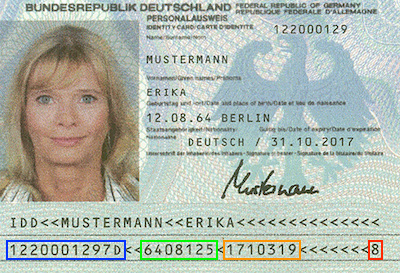 BUNDESREPUBLIK DEUTSCHLAND FEDERAL REPUBLIC OF GERMANY
RÉPUBLIQUE FÉDÉRALE D'ALLEMAGNE
PERSONALAUSWEIS
IDENTITY CARD/CARTE D'IDENTITÉ 122000129
Name/Surname/Nom
MUSTERMANN
Vornamen/Given names/Prénoms
ERIKA
Geburtstag und -ort/Date and place of birth/Date et lieu de naissance
12.08.64 BERLIN
Staatsangehörigkeit/Nationality Gültig bis/Date of expiry/Date d'expiration
DEUTSCH / 31.10.2017
Unterschrift der Inhaberin/des Inhabers - Signature of bearer - Signature de la titulaire/du titulaire
Mustermann
IDD<<MUSTERMANN<<ERIKA<<<<<<<<<<<<<<
1220001297D<<6408125<1710319<<<<<<<8